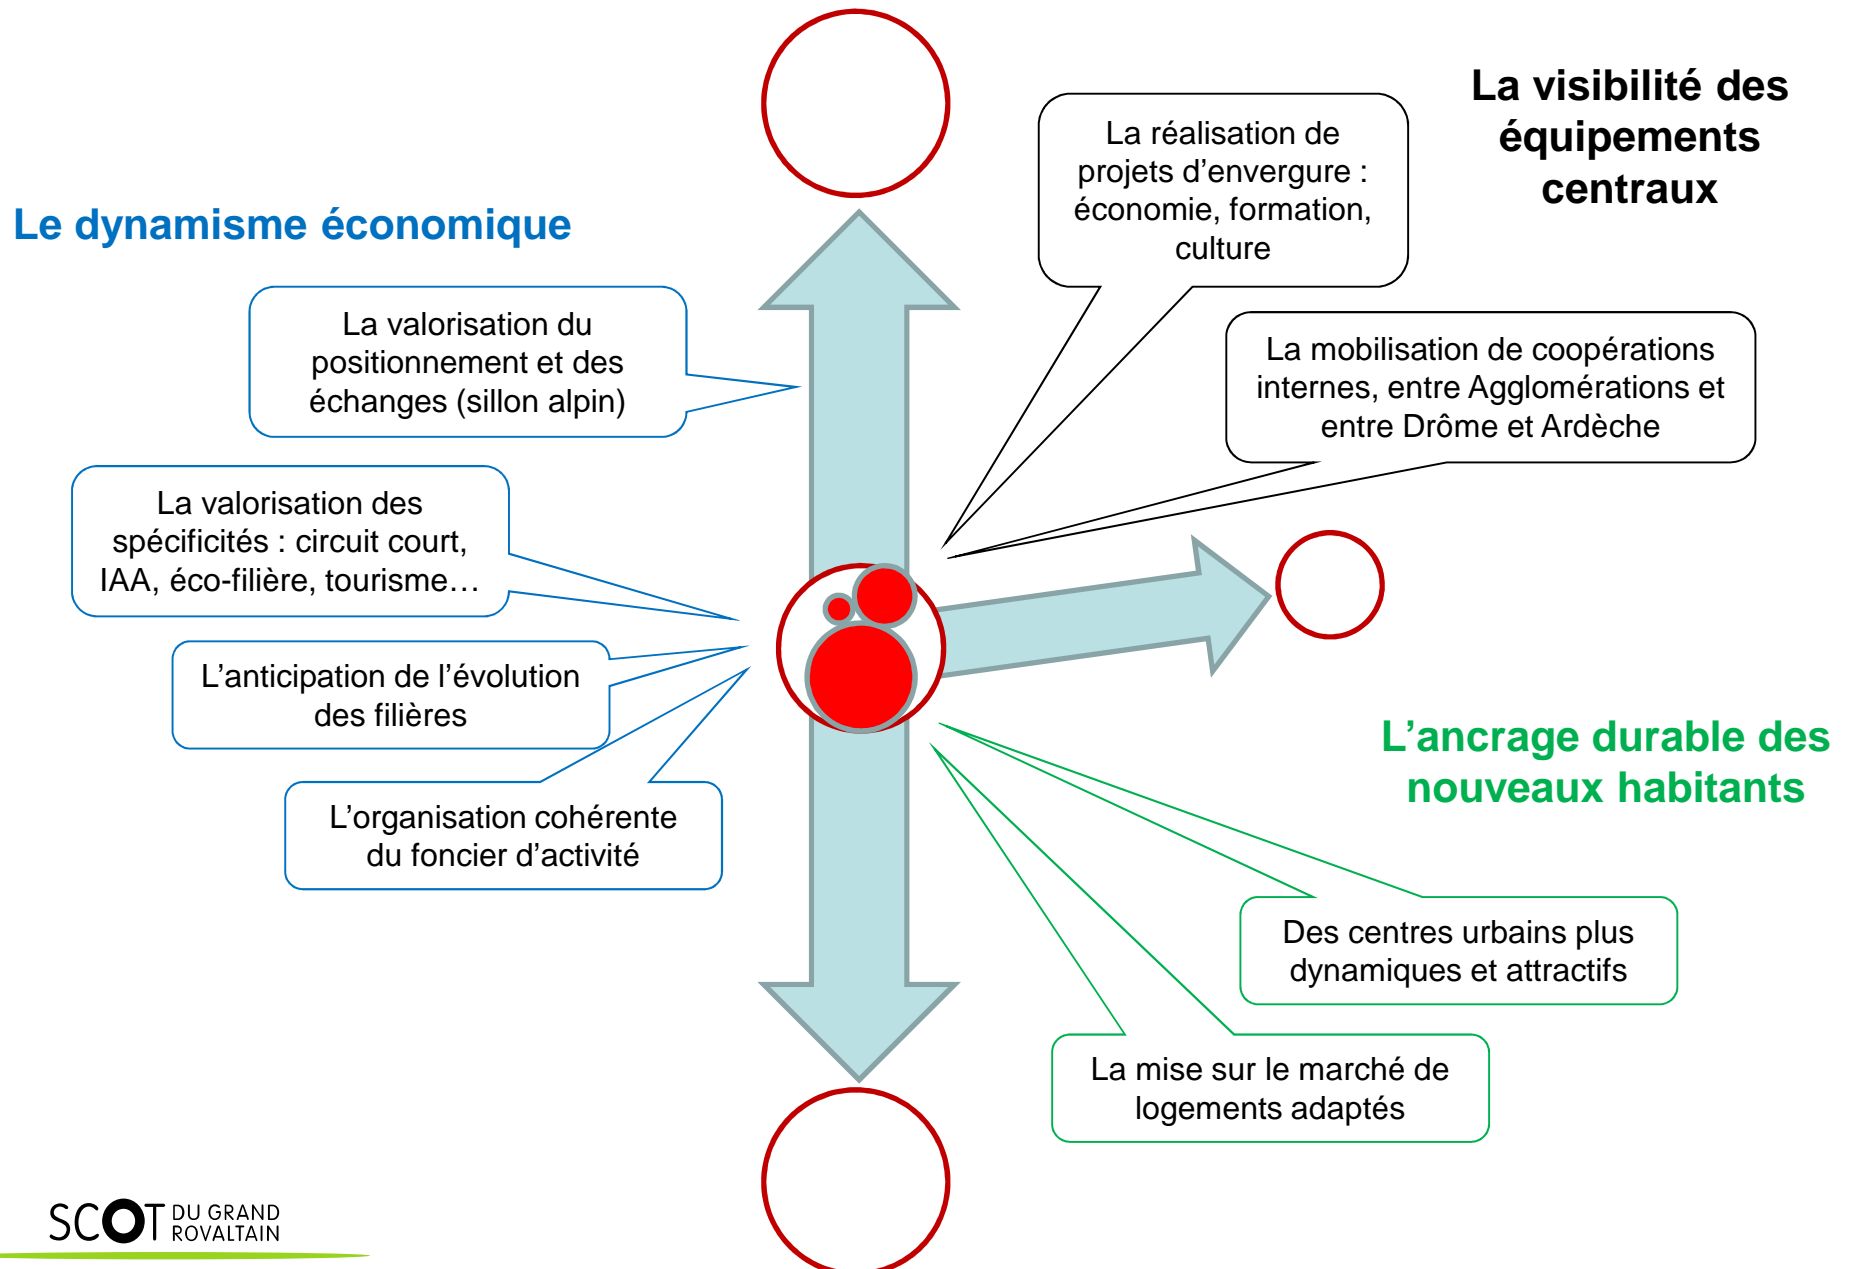 La visibilité des
équipements
centraux
La réalisation de
projets d’envergure :
économie, formation,
culture
Le dynamisme économique
La valorisation du
positionnement et des
échanges (sillon alpin)
La mobilisation de coopérations
internes, entre Agglomérations et
entre Drôme et Ardèche
La valorisation des
spécificités : circuit court,
IAA, éco-filière, tourisme…
L’anticipation de l’évolution
des filières
L’organisation cohérente
du foncier d’activité
L’ancrage durable des
nouveaux habitants
Des centres urbains plus
dynamiques et attractifs
La mise sur le marché de
logements adaptés
SCOT DU GRAND
ROVALTAIN